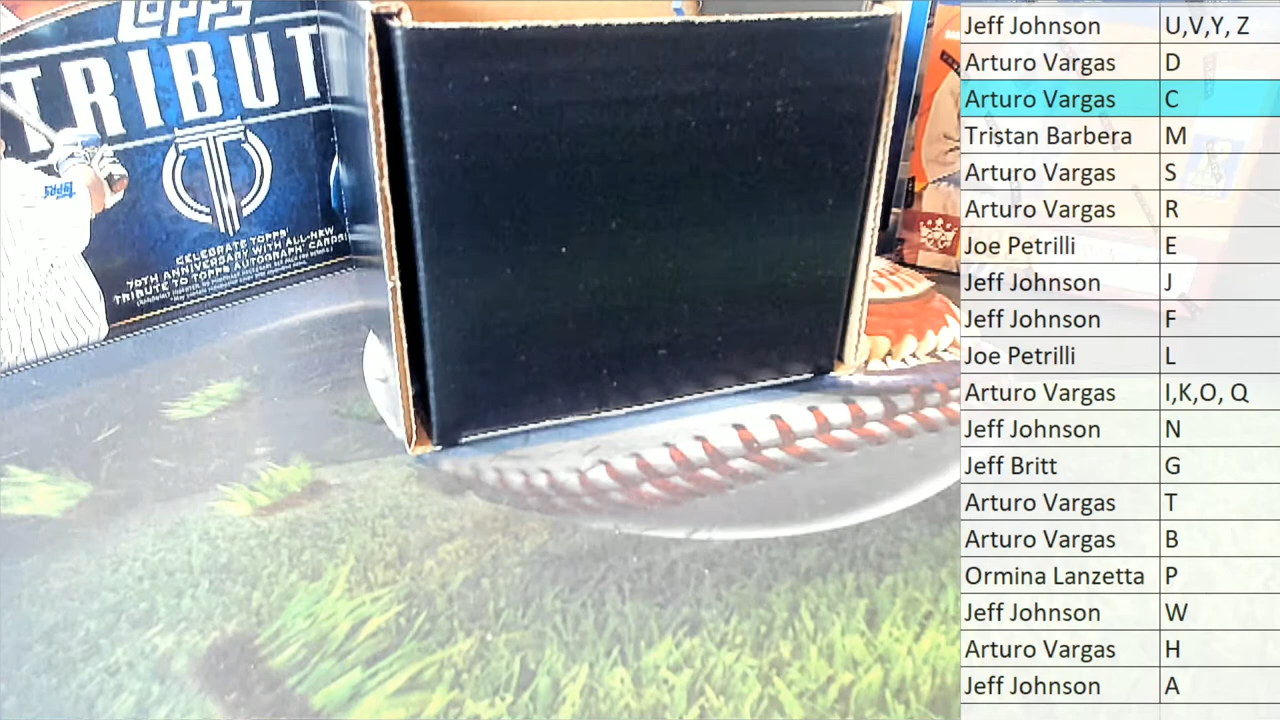 TOPPS
TRIBUT
Topps
CELEBRATE TOPPS'
70TH ANNIVERSARY WITH ALL-NEW
TRIBUTE TO TOPPS AUTOGRAPH CARDS!
Jeff Johnson U,V,Y, Z
Arturo Vargas D
Arturo Vargas C
Tristan Barbera M
Arturo Vargas S
Arturo Vargas R
Joe Petrilli E
Jeff Johnson J
Jeff Johnson F
Joe Petrilli L
Arturo Vargas I,K,O, Q
Jeff Johnson N
Jeff Britt G
Arturo Vargas T
Arturo Vargas B
Ormina Lanzetta P
Jeff Johnson W
Arturo Vargas H
Jeff Johnson A